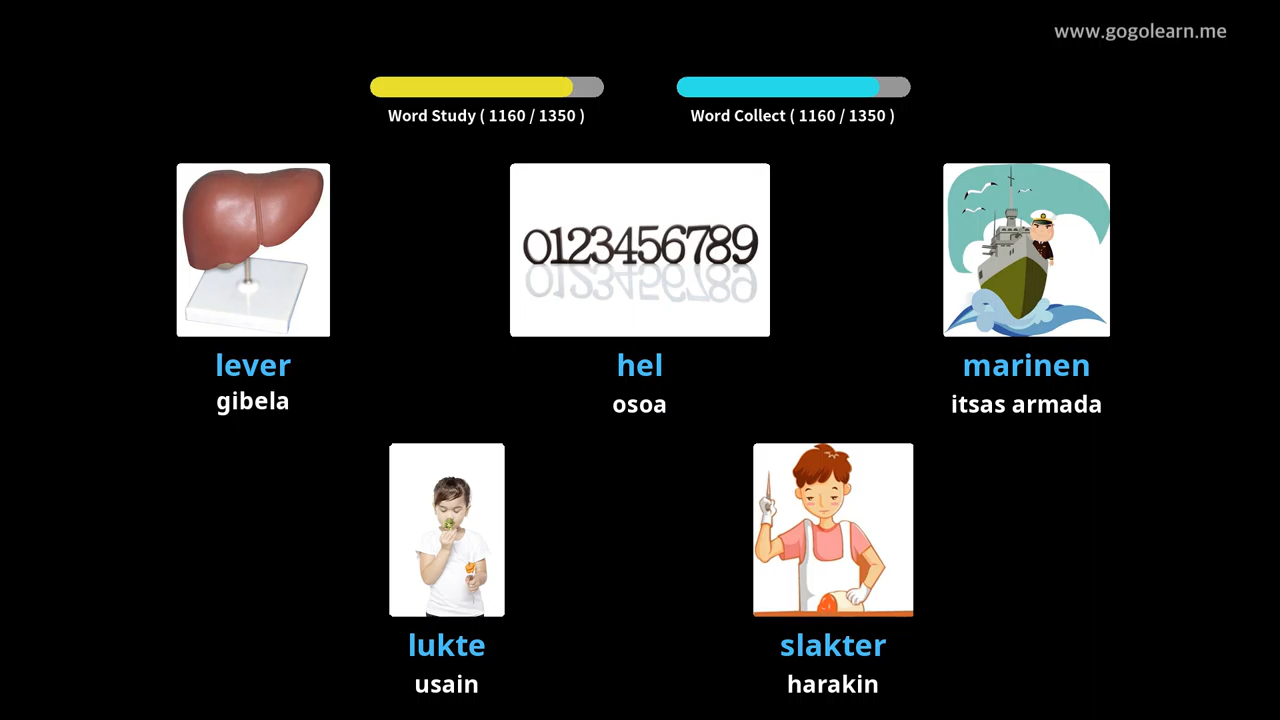 www.gogolearn.me
Word Study ( 1160 / 1350 )
Word Collect ( 1160 / 1350 )
0123456789
lever
gibela
hel
osoa
marinen
itsas armada
lukte
usain
slakter
harakin